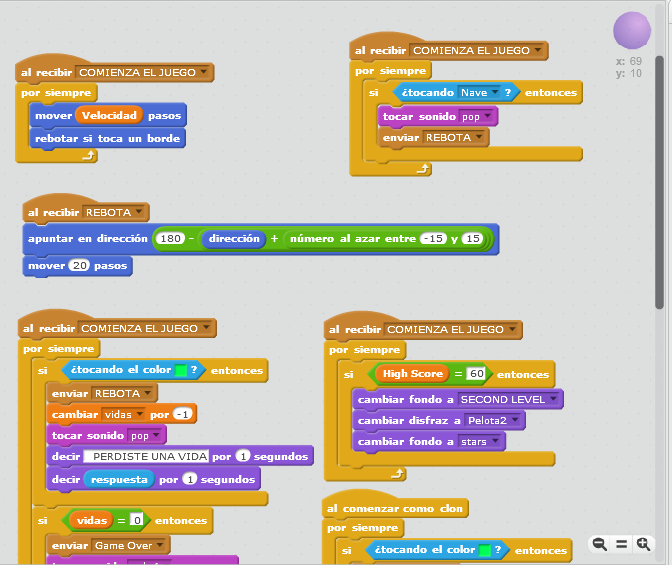 al recibir COMIENZA EL JUEGO
por siempre
mover Velocidad pasos
rebotar si toca un borde
al recibir COMIENZA EL JUEGO
por siempre
si ¿tocando Nave ? entonces
tocar sonido pop
enviar REBOTA
x: 69
y: 10
al recibir REBOTA
apuntar en dirección 180 - dirección + número al azar entre -15 y 15
mover 20 pasos
al recibir COMIENZA EL JUEGO
por siempre
si ¿tocando el color ? entonces
enviar REBOTA
cambiar vidas por -1
tocar sonido pop
decir PERDISTE UNA VIDA por 1 segundos
decir respuesta por 1 segundos
si vidas = 0 entonces
enviar Game Over
al recibir COMIENZA EL JUEGO
por siempre
si High Score = 60 entonces
cambiar fondo a SECOND LEVEL
cambiar disfraz a Pelota2
cambiar fondo a stars
al comenzar como clon
por siempre
si ¿tocando el color ? entonces